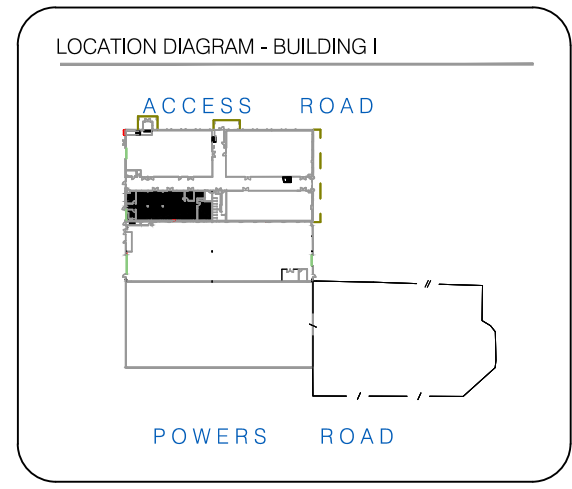 LOCATION DIAGRAM - BUILDING I
ACCESS ROAD
POWERS ROAD